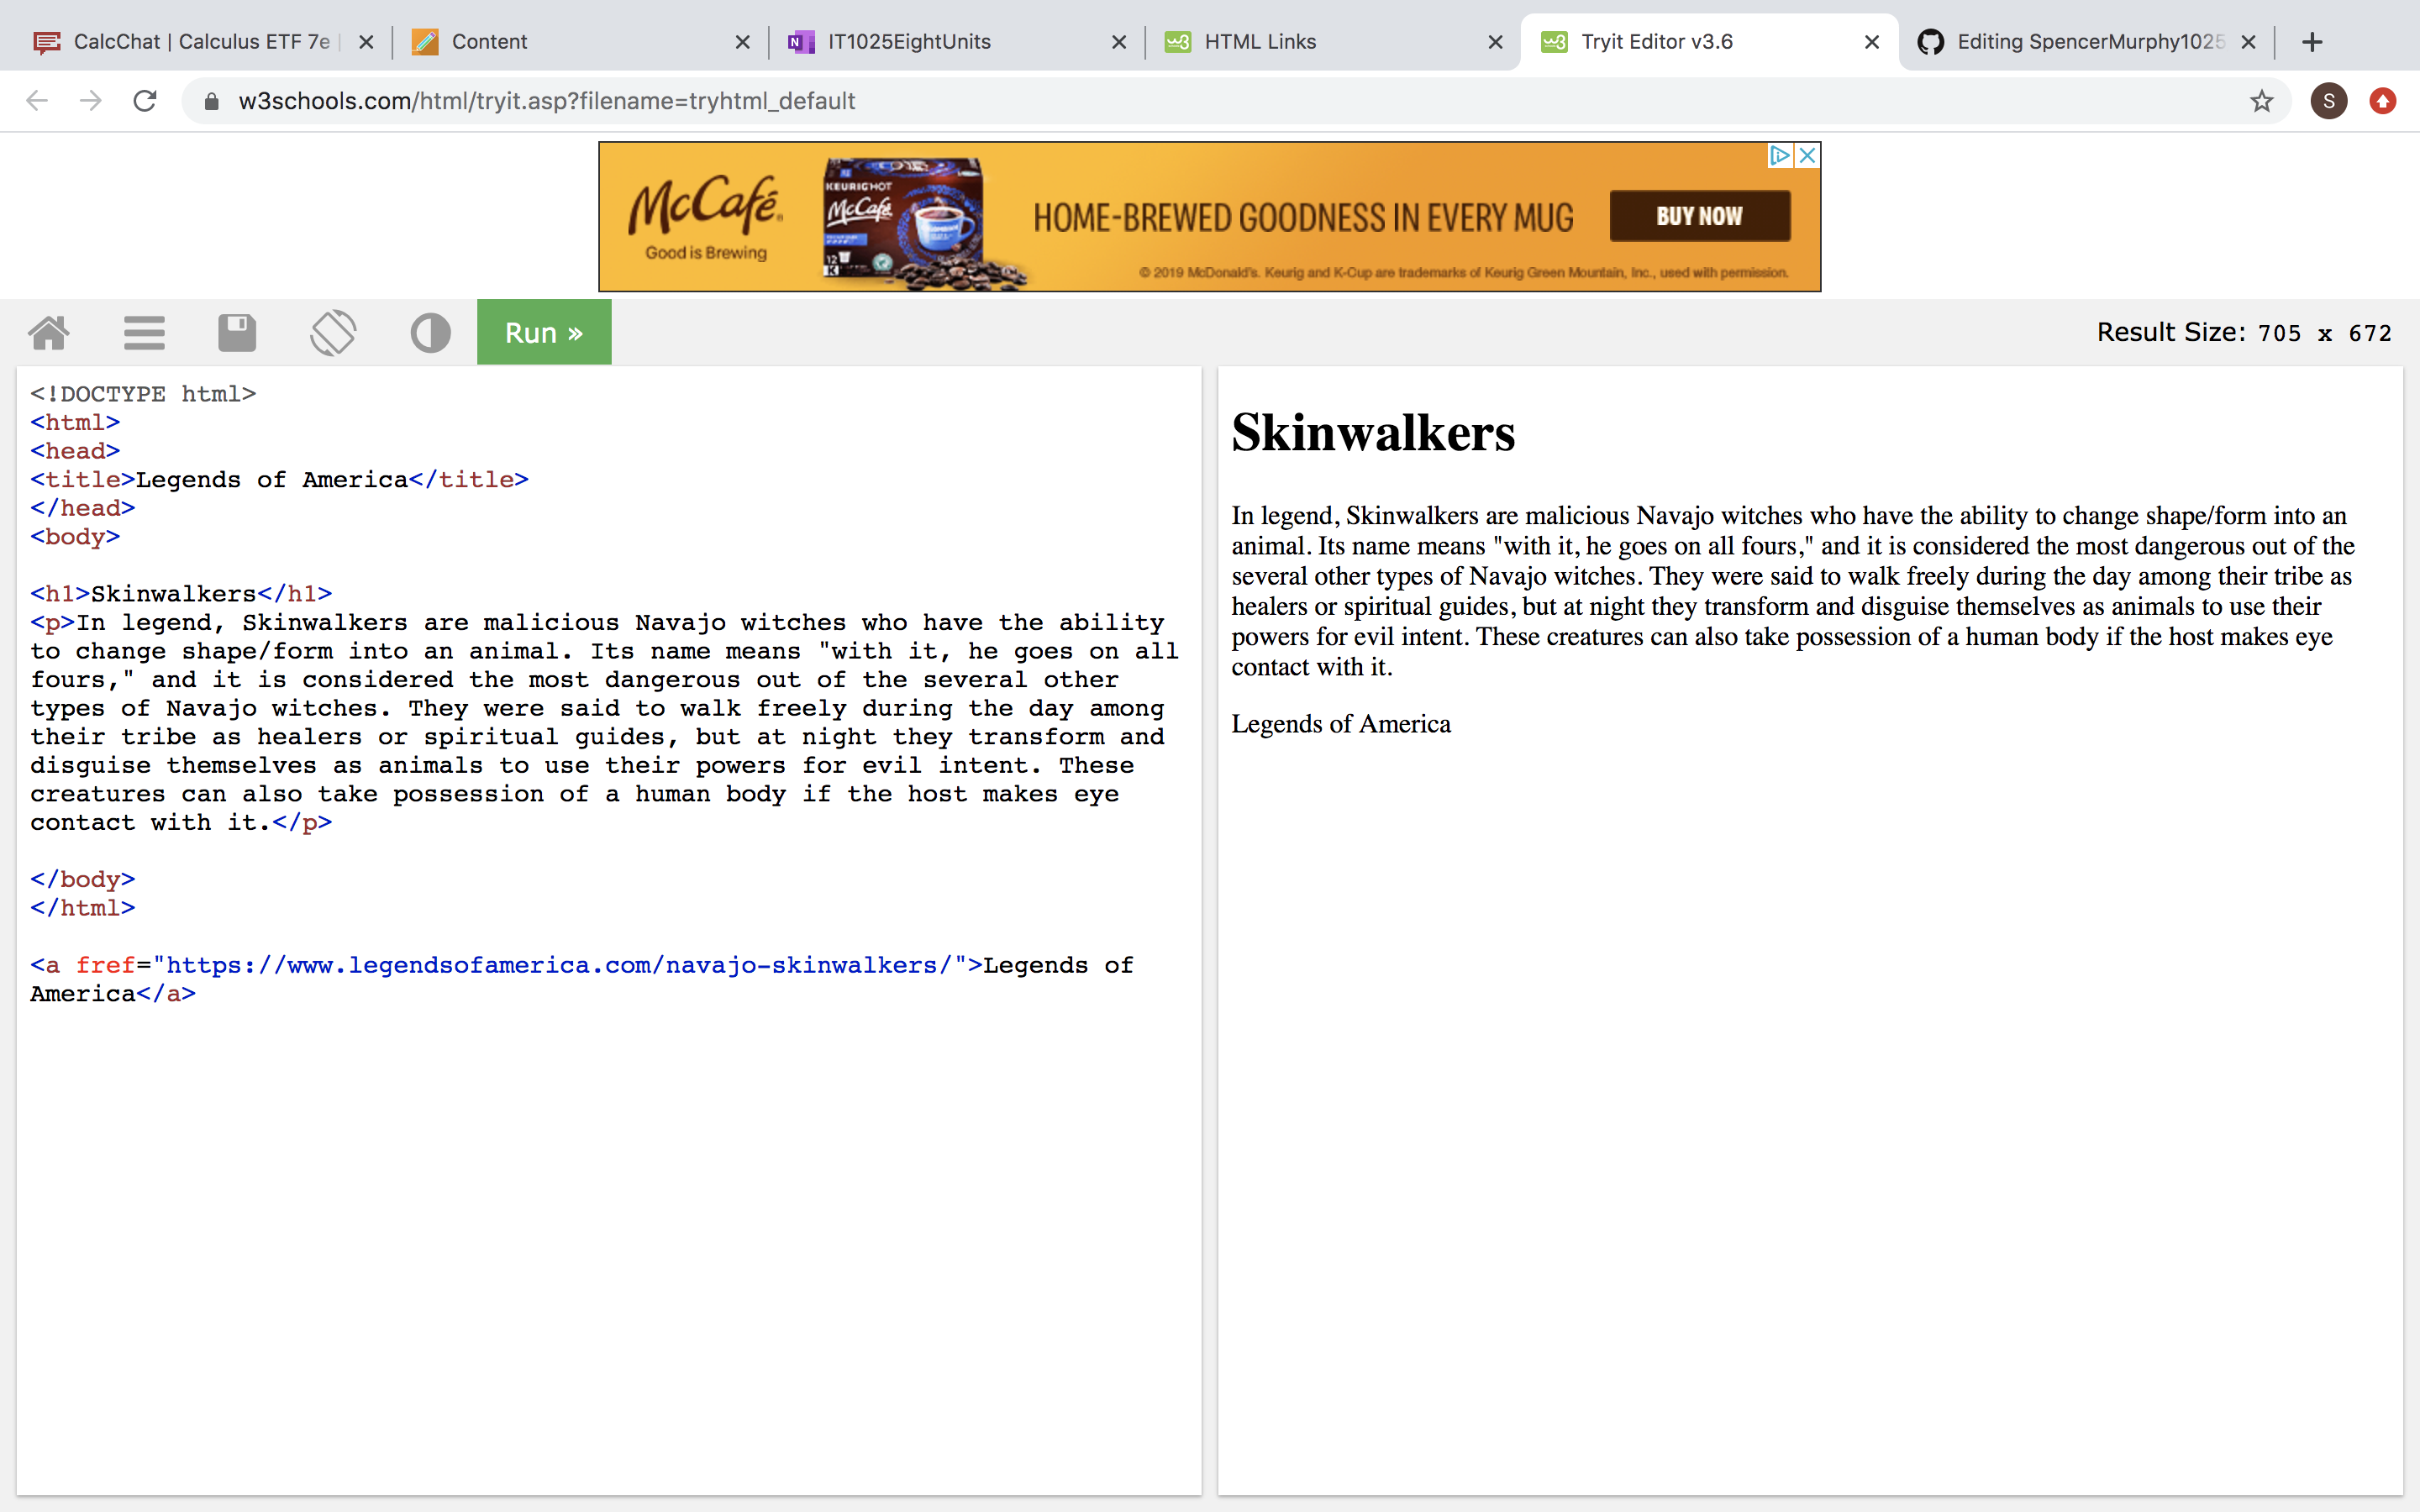 CalcChat | Calculus ETF 7e
Content
IT1025EightUnits
HTML Links
Tryit Editor v3.6
Editing SpencerMurphy1025
w3schools.com/html/tryit.asp?filename=tryhtml_default
S
McCafé
Good is Brewing
KEURIG HOT
McCafé
12
K
HOME-BREWED GOODNESS IN EVERY MUG
BUY NOW
© 2019 McDonald's. Keurig and K-Cup are trademarks of Keurig Green Mountain, Inc., used with permission.
Run »
Result Size: 705 x 672
<!DOCTYPE html>
<html>
<head>
<title>Legends of America</title>
</head>
<body>
<h1>Skinwalkers</h1>
<p>In legend, Skinwalkers are malicious Navajo witches who have the ability
to change shape/form into an animal. Its name means "with it, he goes on all
fours," and it is considered the most dangerous out of the several other
types of Navajo witches. They were said to walk freely during the day among
their tribe as healers or spiritual guides, but at night they transform and
disguise themselves as animals to use their powers for evil intent. These
creatures can also take possession of a human body if the host makes eye
contact with it.</p>
</body>
</html>
<a fref="https://www.legendsofamerica.com/navajo-skinwalkers/">Legends of
America</a>
Skinwalkers
In legend, Skinwalkers are malicious Navajo witches who have the ability to change shape/form into an
animal. Its name means "with it, he goes on all fours," and it is considered the most dangerous out of the
several other types of Navajo witches. They were said to walk freely during the day among their tribe as
healers or spiritual guides, but at night they transform and disguise themselves as animals to use their
powers for evil intent. These creatures can also take possession of a human body if the host makes eye
contact with it.
Legends of America